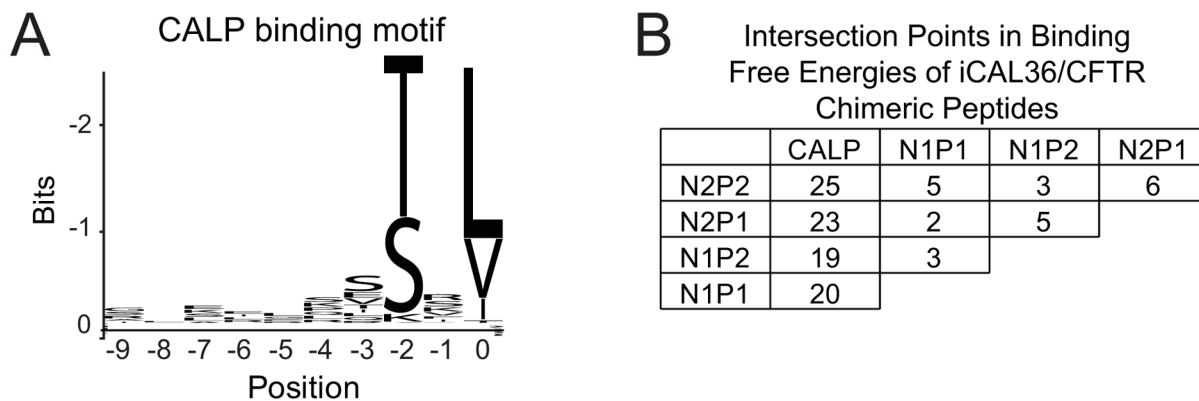 A
CALP binding motif
Bits
-2
-1
0
T
S
L
V
S
-9 -8 -7 -6 -5 -4 -3 -2 -1 0
Position
B
Intersection Points in Binding
Free Energies of iCAL36/CFTR
Chimeric Peptides
CALP N1P1 N1P2 N2P1
N2P2 25 5 3 6
N2P1 23 2 5
N1P2 19 3
N1P1 20